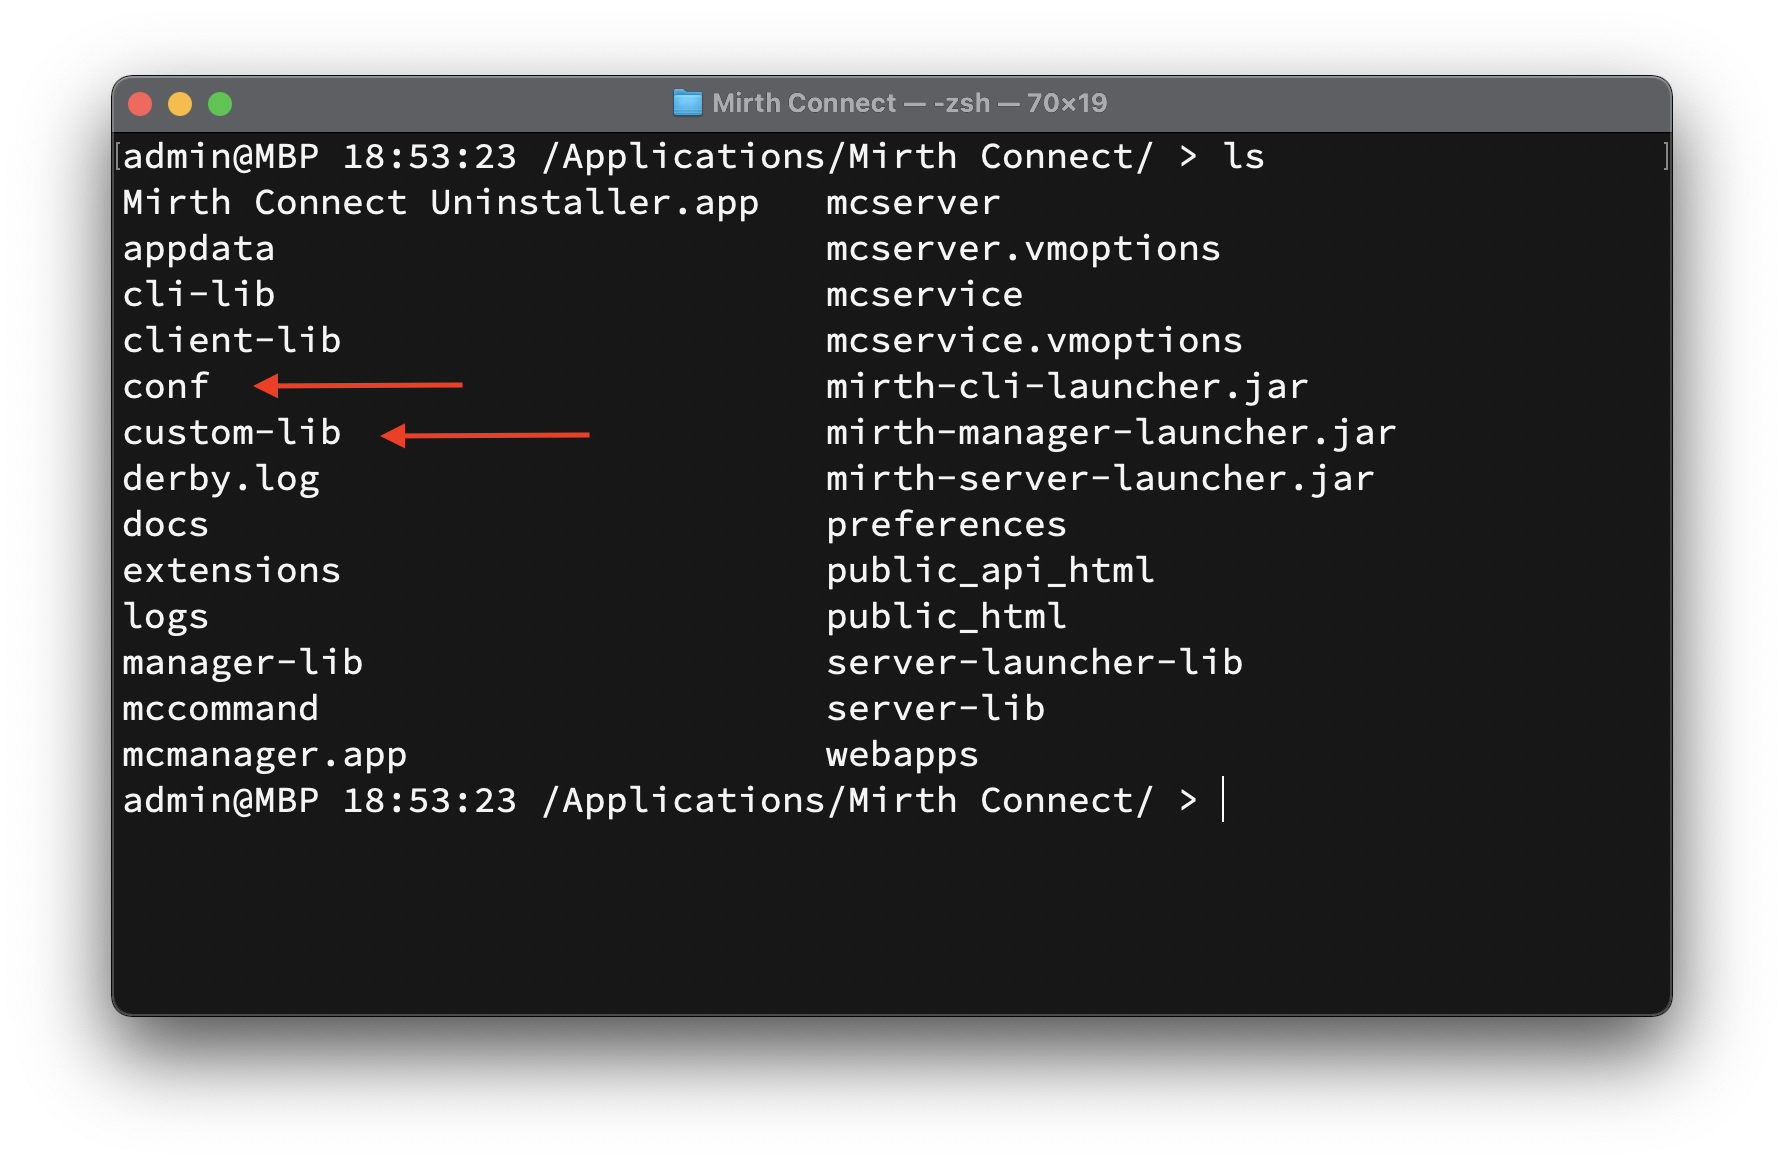 Mirth Connect — -zsh — 70×19
[admin@MBP 18:53:23 /Applications/Mirth Connect/ > ls ]
Mirth Connect Uninstaller.app mcserver
appdata mcserver.vmoptions
cli-lib mcservice
client-lib mcservice.vmoptions
conf mirth-cli-launcher.jar
custom-lib mirth-manager-launcher.jar
derby.log mirth-server-launcher.jar
docs preferences
extensions public_api_html
logs public_html
manager-lib server-launcher-lib
mccommand server-lib
mcmanager.app webapps
admin@MBP 18:53:23 /Applications/Mirth Connect/ >